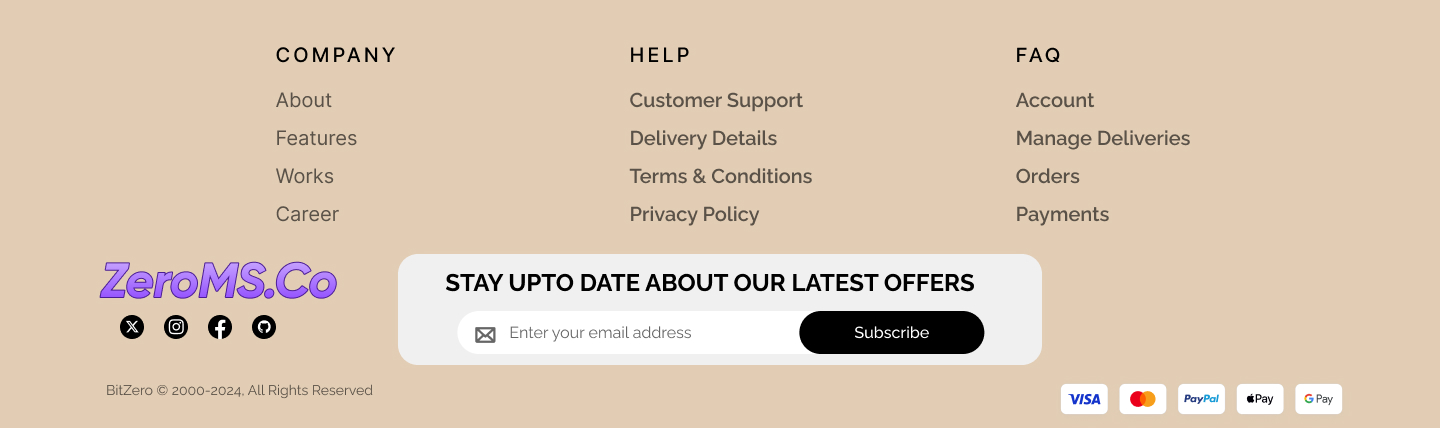 COMPANY
About
Features
Works
Career
HELP
Customer Support
Delivery Details
Terms & Conditions
Privacy Policy
FAQ
Account
Manage Deliveries
Orders
Payments
ZeroMS.Co
STAY UPTO DATE ABOUT OUR LATEST OFFERS
Enter your email address
Subscribe
BitZero © 2000-2024, All Rights Reserved
VISA
PayPal
Pay
G Pay